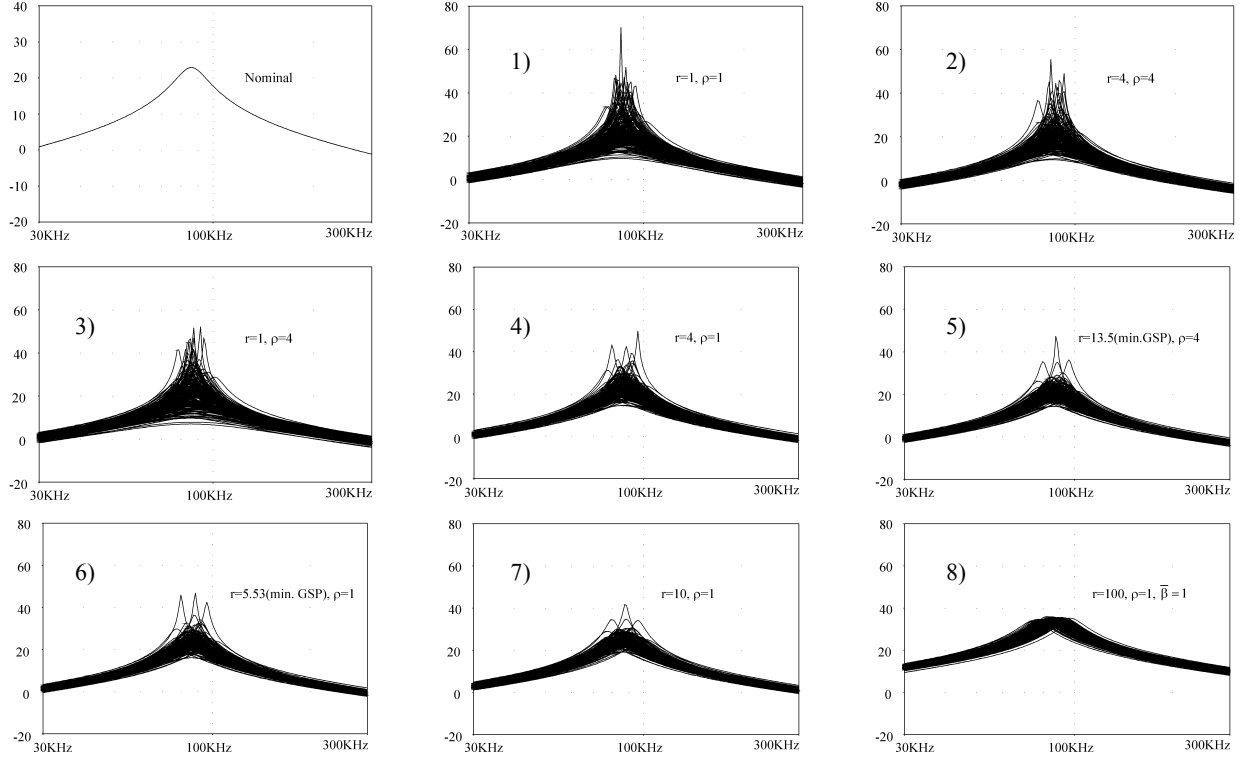 40
30
20
10
0
-10
-20
Nominal
30KHz
100KHz
300KHz
80
60
40
20
0
-20
1)
r=1, ρ=1
30KHz
100KHz
300KHz
80
60
40
20
0
-20
2)
r=4, ρ=4
30KHz
100KHz
300KHz
80
60
40
20
0
-20
3)
r=1, ρ=4
30KHz
100KHz
300KHz
80
60
40
20
0
-20
4)
r=4, ρ=1
30KHz
100KHz
300KHz
80
60
40
20
0
-20
5)
r=13.5(min.GSP), ρ=4
30KHz
100KHz
300KHz
80
60
40
20
0
-20
6)
r=5.53(min. GSP), ρ=1
30KHz
100KHz
300KHz
80
60
40
20
0
-20
7)
r=10, ρ=1
30KHz
100KHz
300KHz
80
60
40
20
0
-20
8)
r=100, ρ=1, β̅ = 1
30KHz
100KHz
300KHz